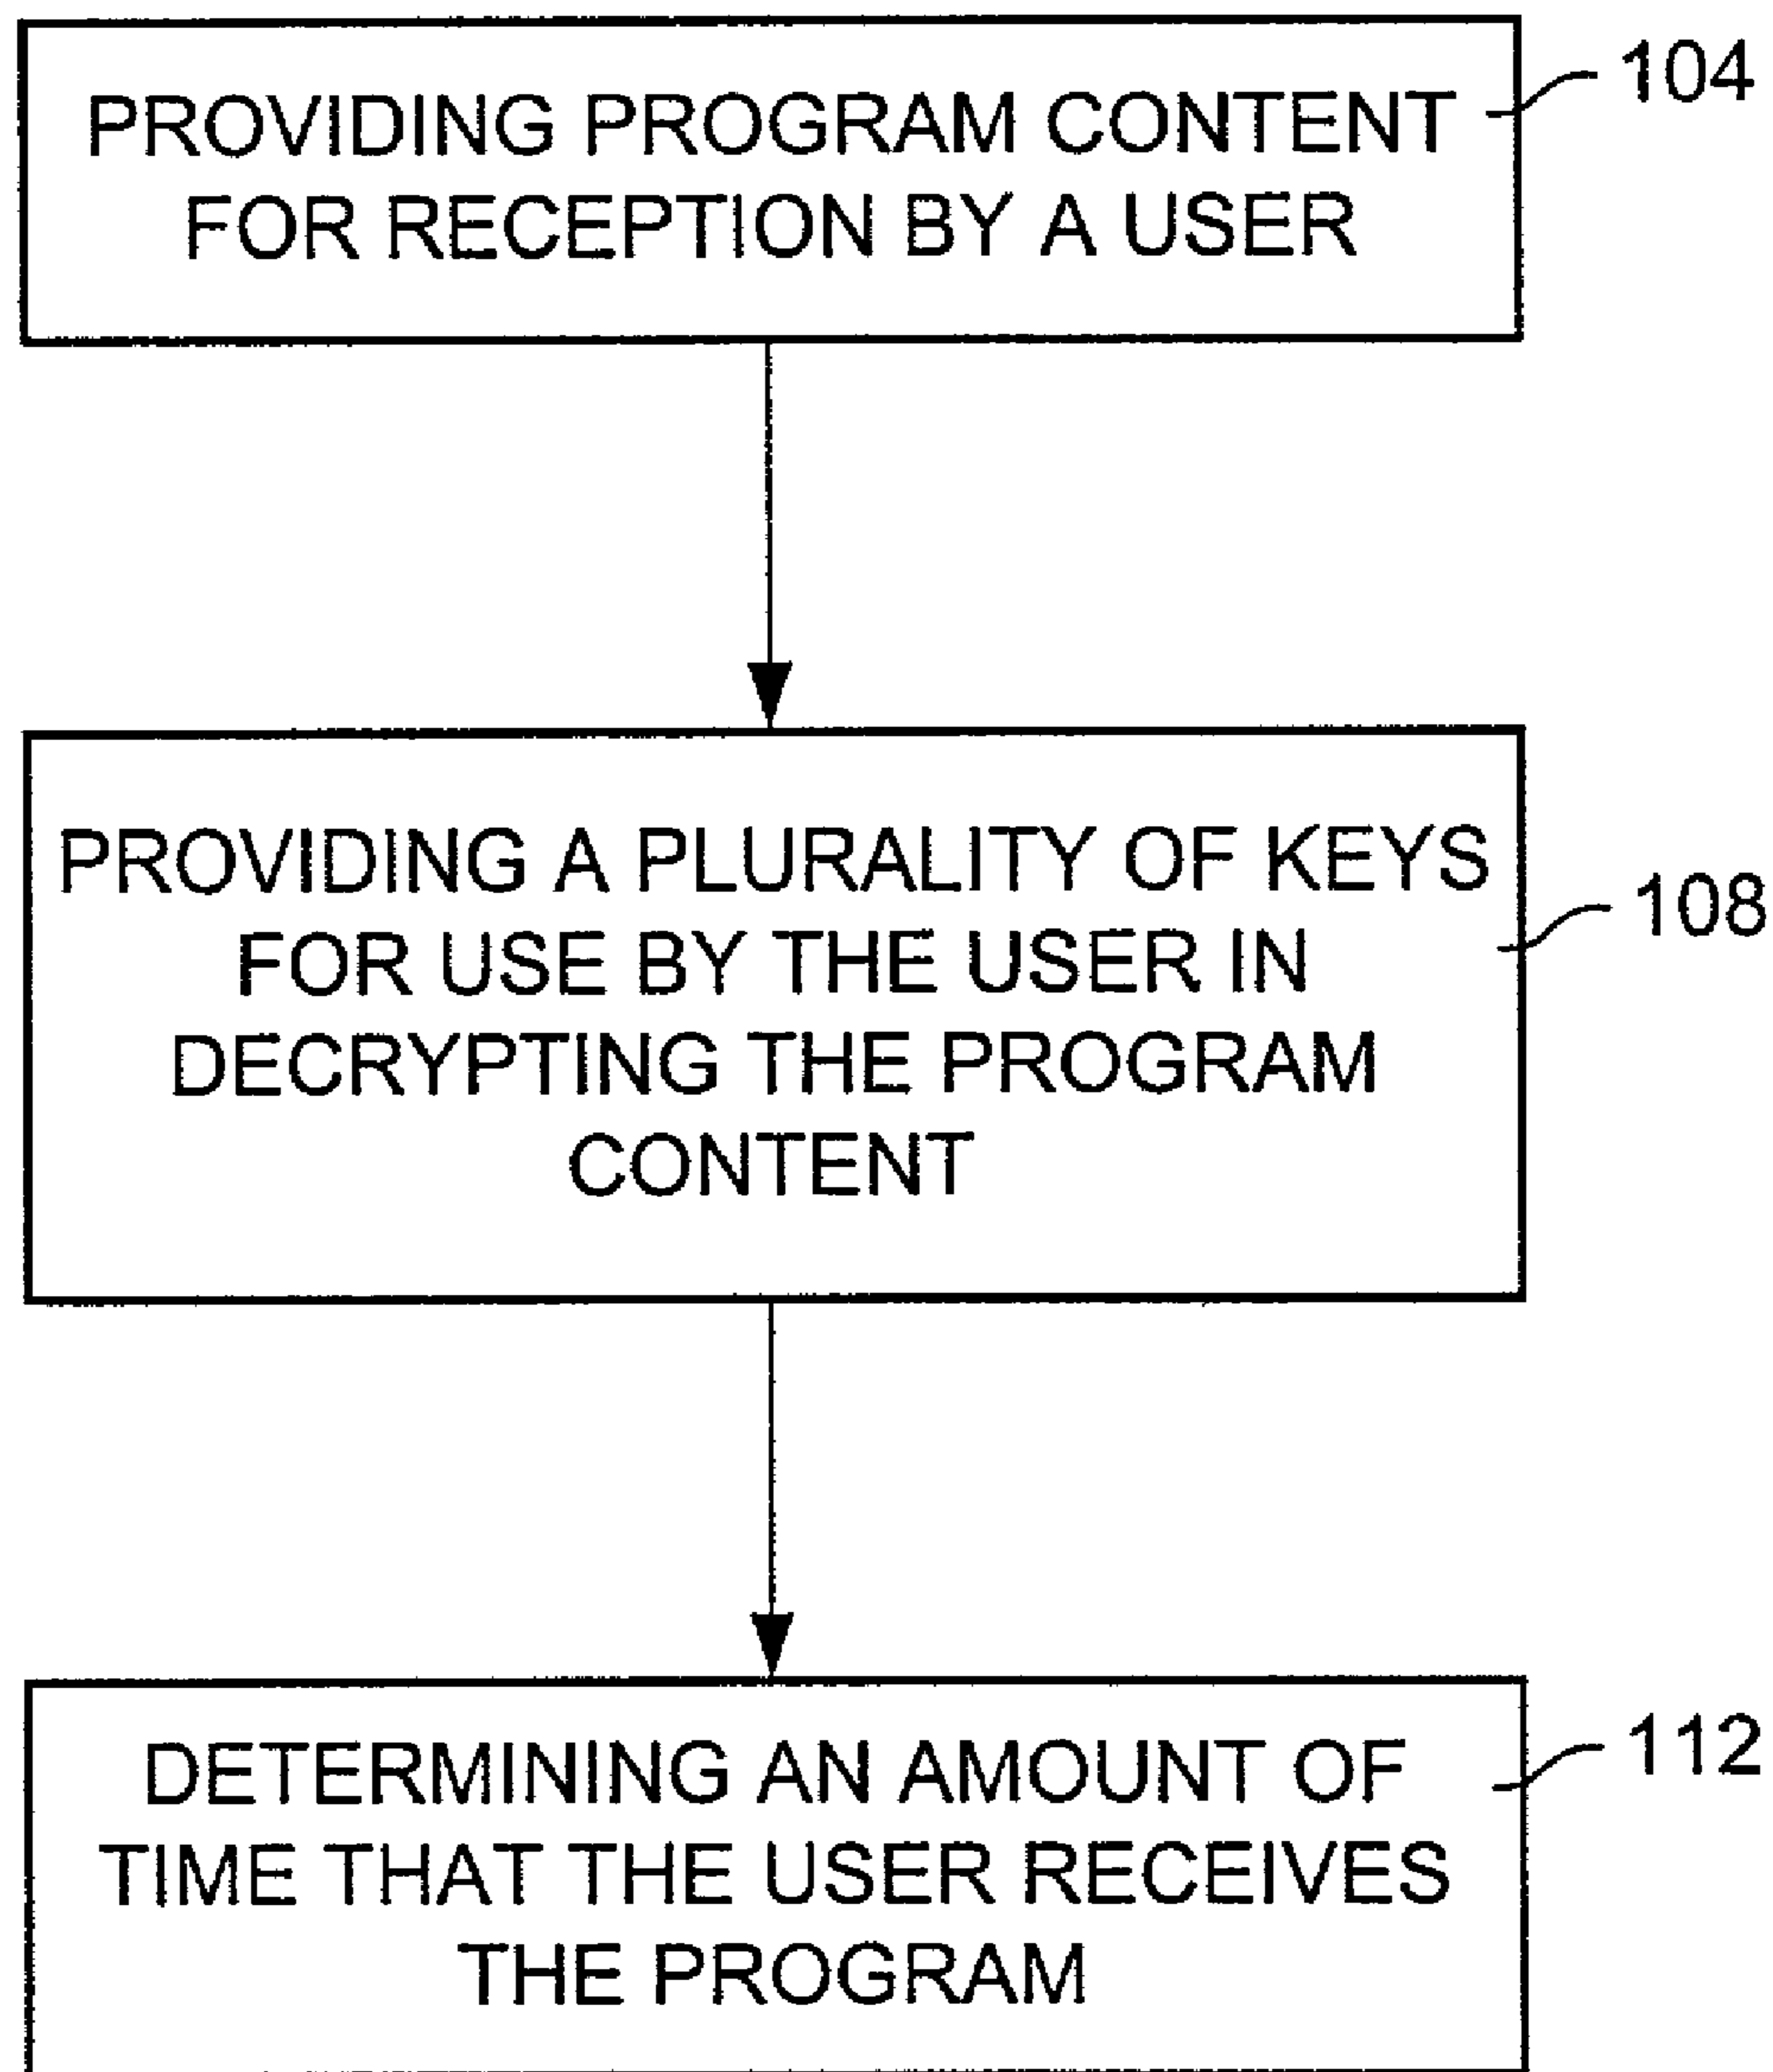 PROVIDING PROGRAM CONTENT
FOR RECEPTION BY A USER
104
PROVIDING A PLURALITY OF KEYS
FOR USE BY THE USER IN
DECRYPTING THE PROGRAM
CONTENT
108
DETERMINING AN AMOUNT OF
TIME THAT THE USER RECEIVES
THE PROGRAM
112